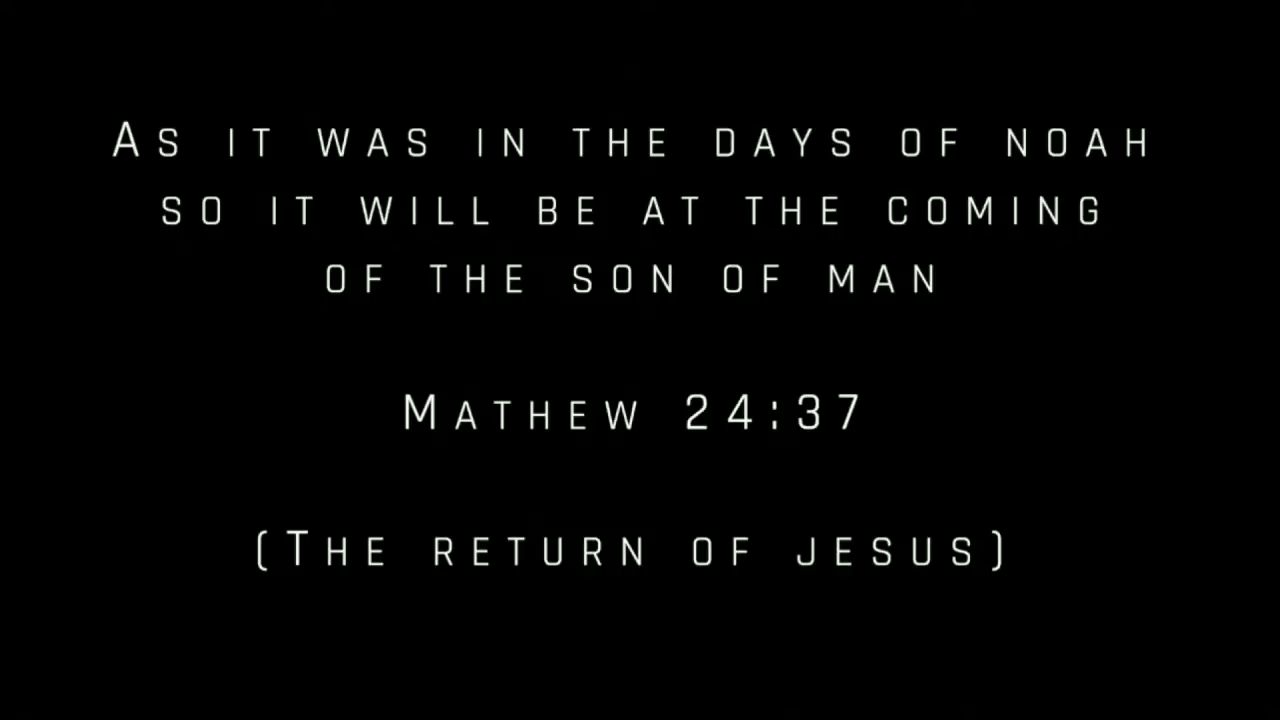 As it was in the days of noah
so it will be at the coming
of the son of man
Mathew 24:37
(The return of jesus)